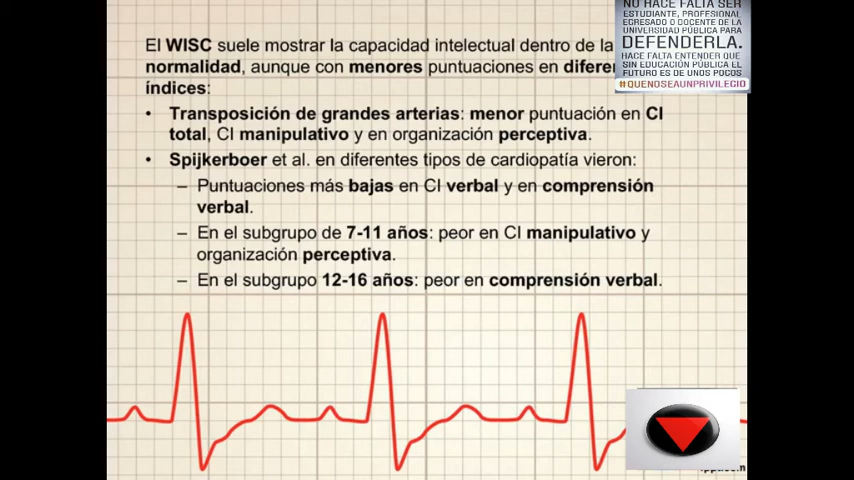 NO HACE FALTA SER
ESTUDIANTE, PROFESIONAL
EGRESADO O DOCENTE DE LA
UNIVERSIDAD PÚBLICA PARA
DEFENDERLA.
HACE FALTA ENTENDER QUE
SIN EDUCACIÓN PÚBLICA EL
FUTURO ES DE UNOS POCOS
#QUENOSEAUNPRIVILEGIO
El WISC suele mostrar la capacidad intelectual dentro de la
normalidad, aunque con menores puntuaciones en
índices:
• Transposición de grandes arterias: menor puntuación en CI
total, CI manipulativo y en organización perceptiva.
• Spijkerboer et al. en diferentes tipos de cardiopatía vieron:
– Puntuaciones más bajas en CI verbal y en comprensión
verbal.
– En el subgrupo de 7-11 años: peor en CI manipulativo y
organización perceptiva.
– En el subgrupo 12-16 años: peor en comprensión verbal.